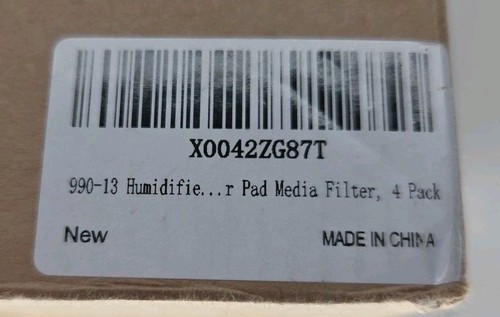 X0042ZG87T
990-13 Humidifie...r Pad Media Filter, 4 Pack
New
MADE IN CHINA